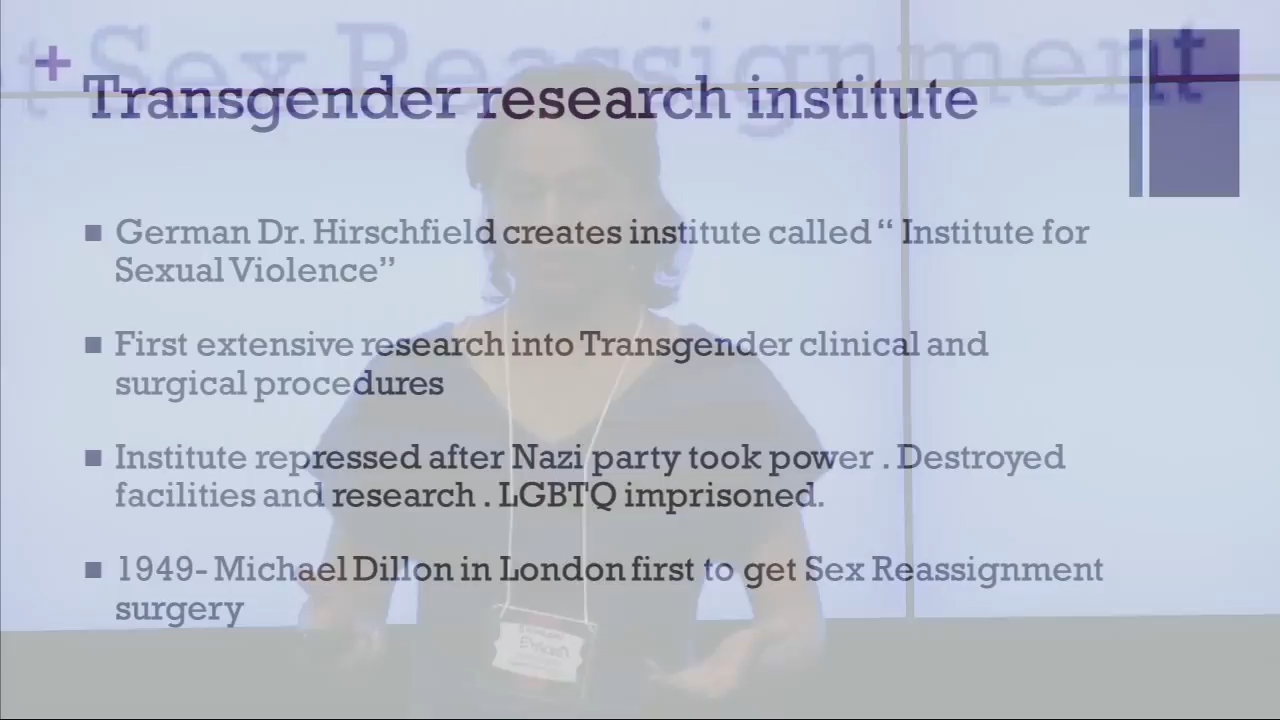 t Sex Reassignment
+
Transgender research institute
■ German Dr. Hirschfield creates institute called “ Institute for
Sexual Violence”
■ First extensive research into Transgender clinical and
surgical procedures
■ Institute repressed after Nazi party took power . Destroyed
facilities and research . LGBTQ imprisoned.
■ 1949- Michael Dillon in London first to get Sex Reassignment
surgery